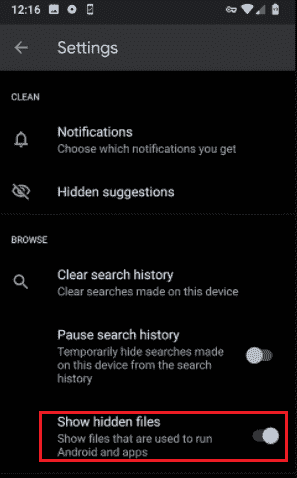 12:16
Settings
CLEAN
Notifications
Choose which notifications you get
Hidden suggestions
BROWSE
Clear search history
Clear searches made on this device
Pause search history
Temporarily hide searches made
on this device from the search
history
Show hidden files
Show files that are used to run
Android and apps